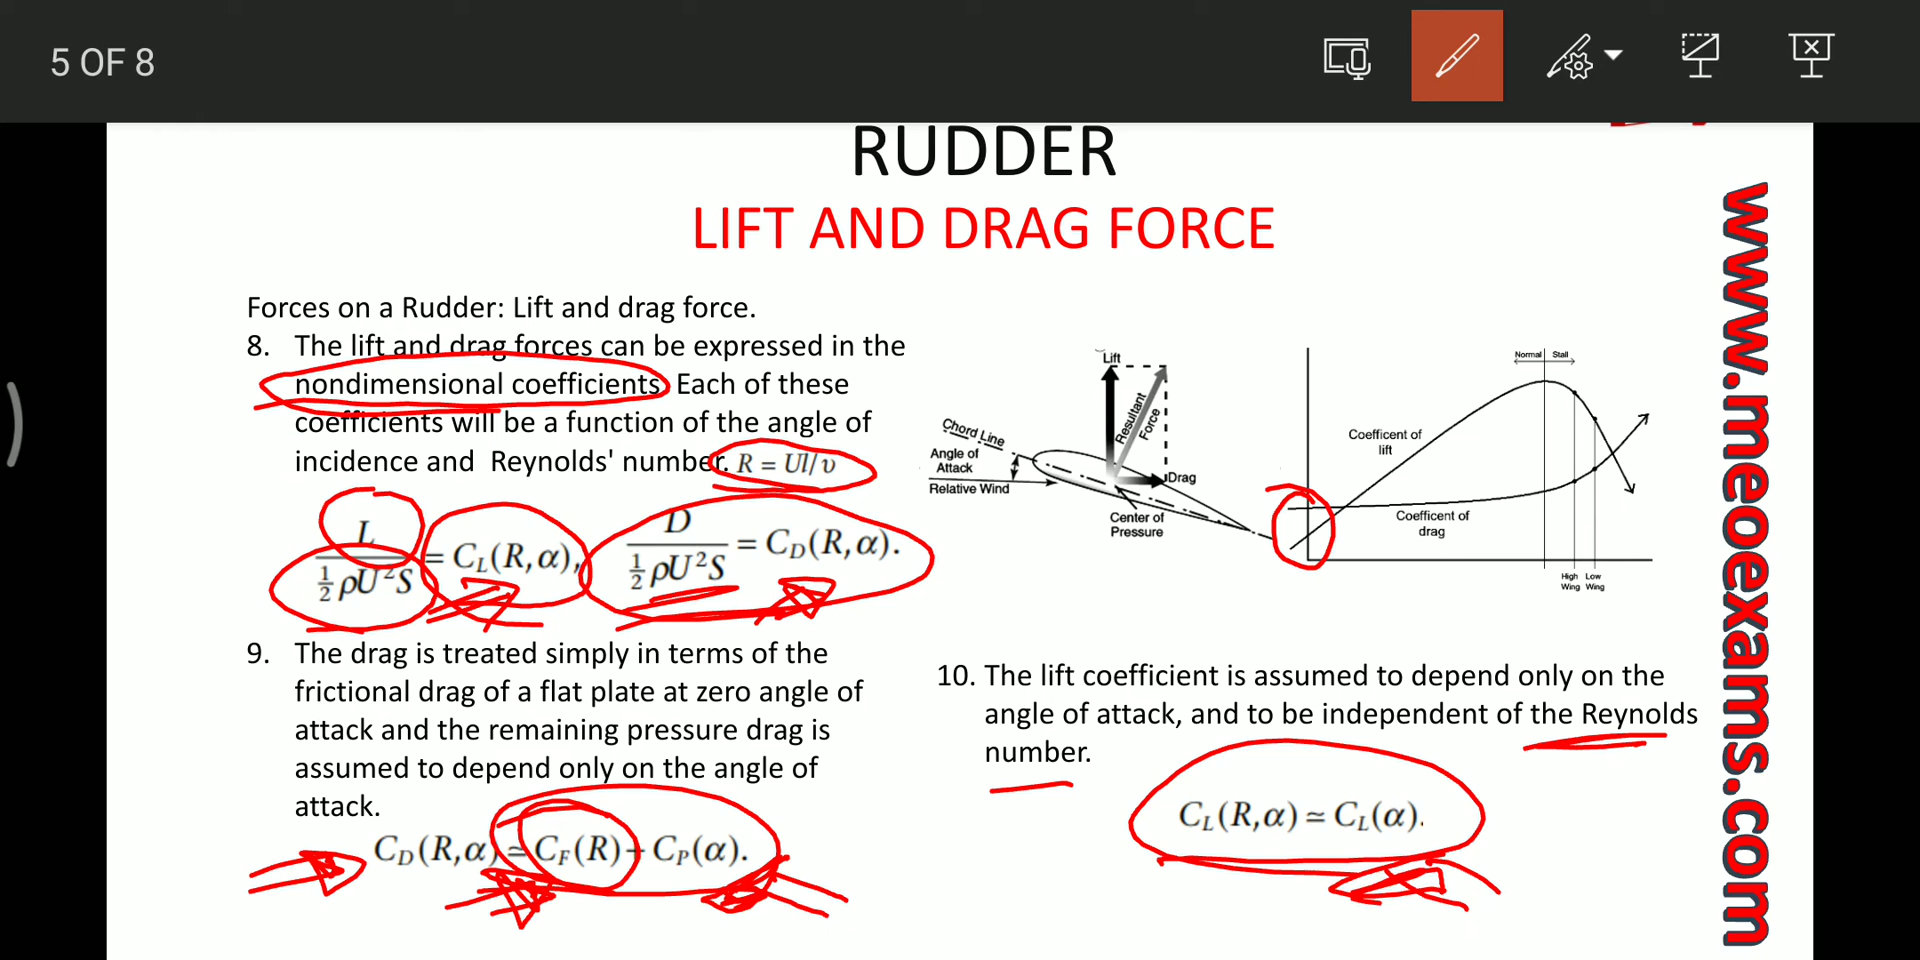 5 OF 8
RUDDER
LIFT AND DRAG FORCE
Forces on a Rudder: Lift and drag force.
8. The lift and drag forces can be expressed in the
nondimensional coefficients. Each of these
coefficients will be a function of the angle of
incidence and Reynolds' number. R = Ul/υ
L / ½ρU²S = C_L(R,α), D / ½ρU²S = C_D(R,α).
9. The drag is treated simply in terms of the
frictional drag of a flat plate at zero angle of
attack and the remaining pressure drag is
assumed to depend only on the angle of
attack.
C_D(R,α) ≃ C_F(R) + C_P(α).
Lift
Resultant
Force
Chord Line
Angle of
Attack
Relative Wind
Drag
Center of
Pressure
Normal Stall
Coefficent of
lift
Coefficent of
drag
High Low
Wing Wing
10. The lift coefficient is assumed to depend only on the
angle of attack, and to be independent of the Reynolds
number.
C_L(R,α) ≃ C_L(α).
www.meoexams.com